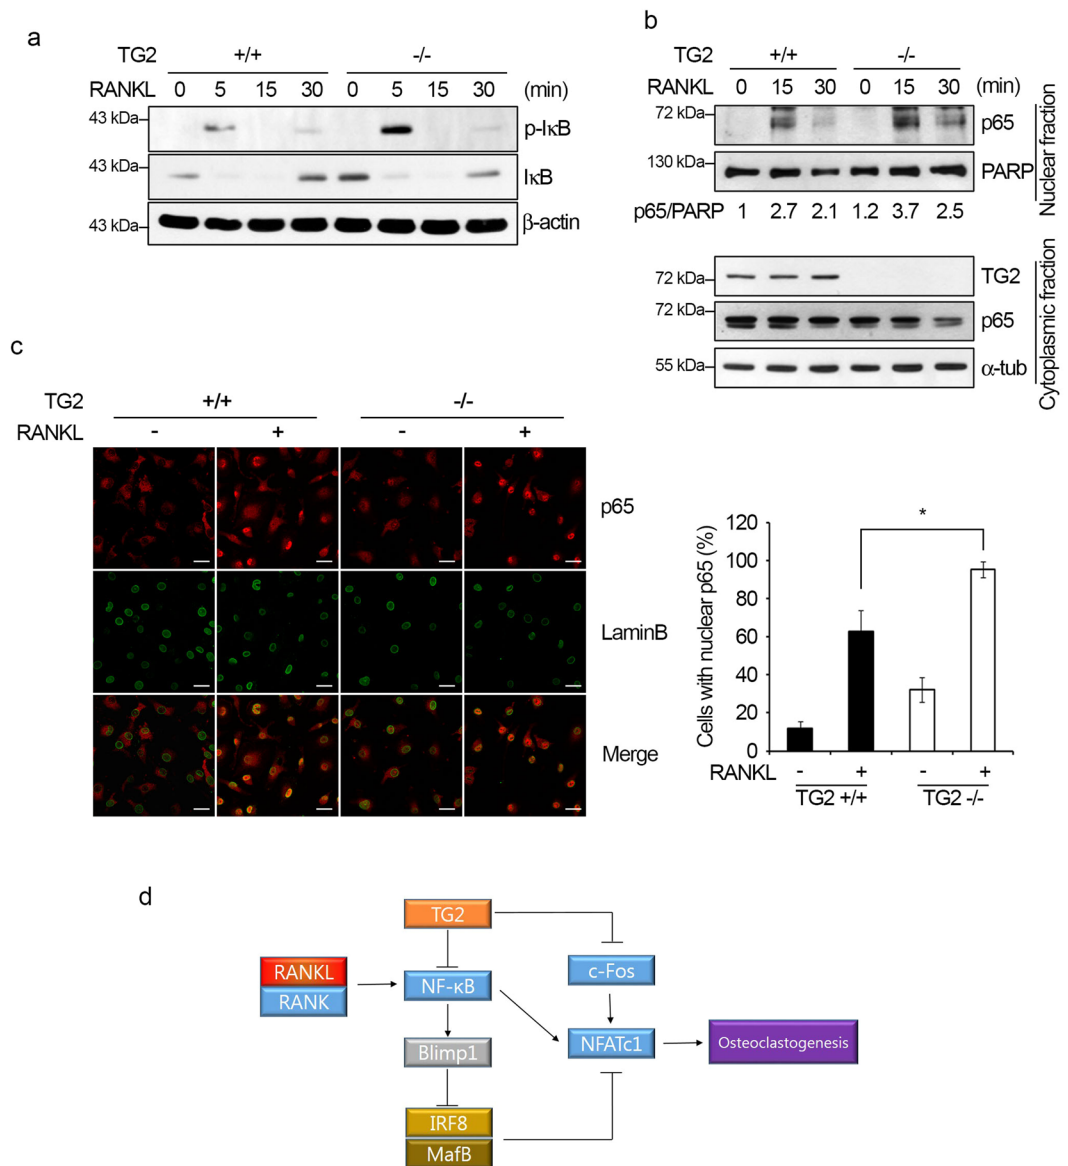 a
TG2 +/+ -/-
RANKL 0 5 15 30 0 5 15 30 (min)
43 kDa p-IκB
43 kDa IκB
43 kDa β-actin
b
TG2 +/+ -/-
RANKL 0 15 30 0 15 30 (min)
72 kDa p65
130 kDa PARP
p65/PARP 1 2.7 2.1 1.2 3.7 2.5
Nuclear fraction
72 kDa TG2
72 kDa p65
55 kDa α-tub
Cytoplasmic fraction
c
TG2 +/+ -/-
RANKL - + - +
p65
LaminB
Merge
Cells with nuclear p65 (%)
120
100
80
60
40
20
0
*
RANKL - + - +
TG2 +/+ TG2 -/-
d
TG2
RANKL
RANK
NF-κB
c-Fos
Blimp1
NFATc1
Osteoclastogenesis
IRF8
MafB